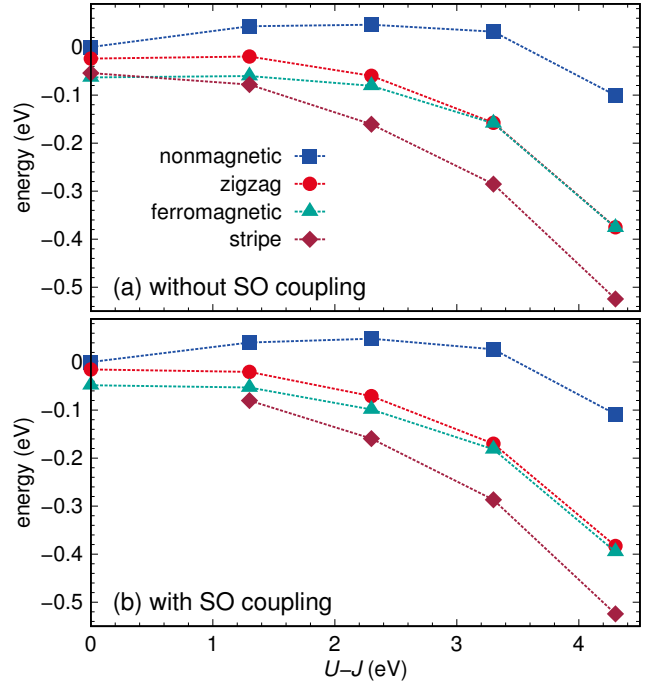 0
−0.1
−0.2
−0.3
−0.4
−0.5
energy (eV)
nonmagnetic
zigzag
ferromagnetic
stripe
(a) without SO coupling
0
−0.1
−0.2
−0.3
−0.4
−0.5
energy (eV)
(b) with SO coupling
0 1 2 3 4
U−J (eV)